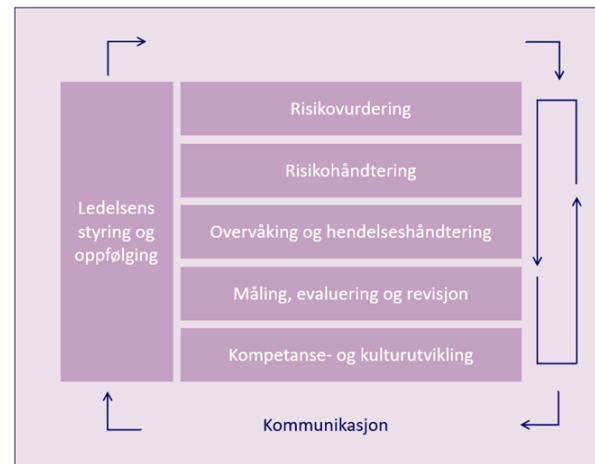 Risikovurdering
Risikohåndtering
Ledelsens
styring og
oppfølging
Overvåking og hendelseshåndtering
Måling, evaluering og revisjon
Kompetanse- og kulturutvikling
Kommunikasjon